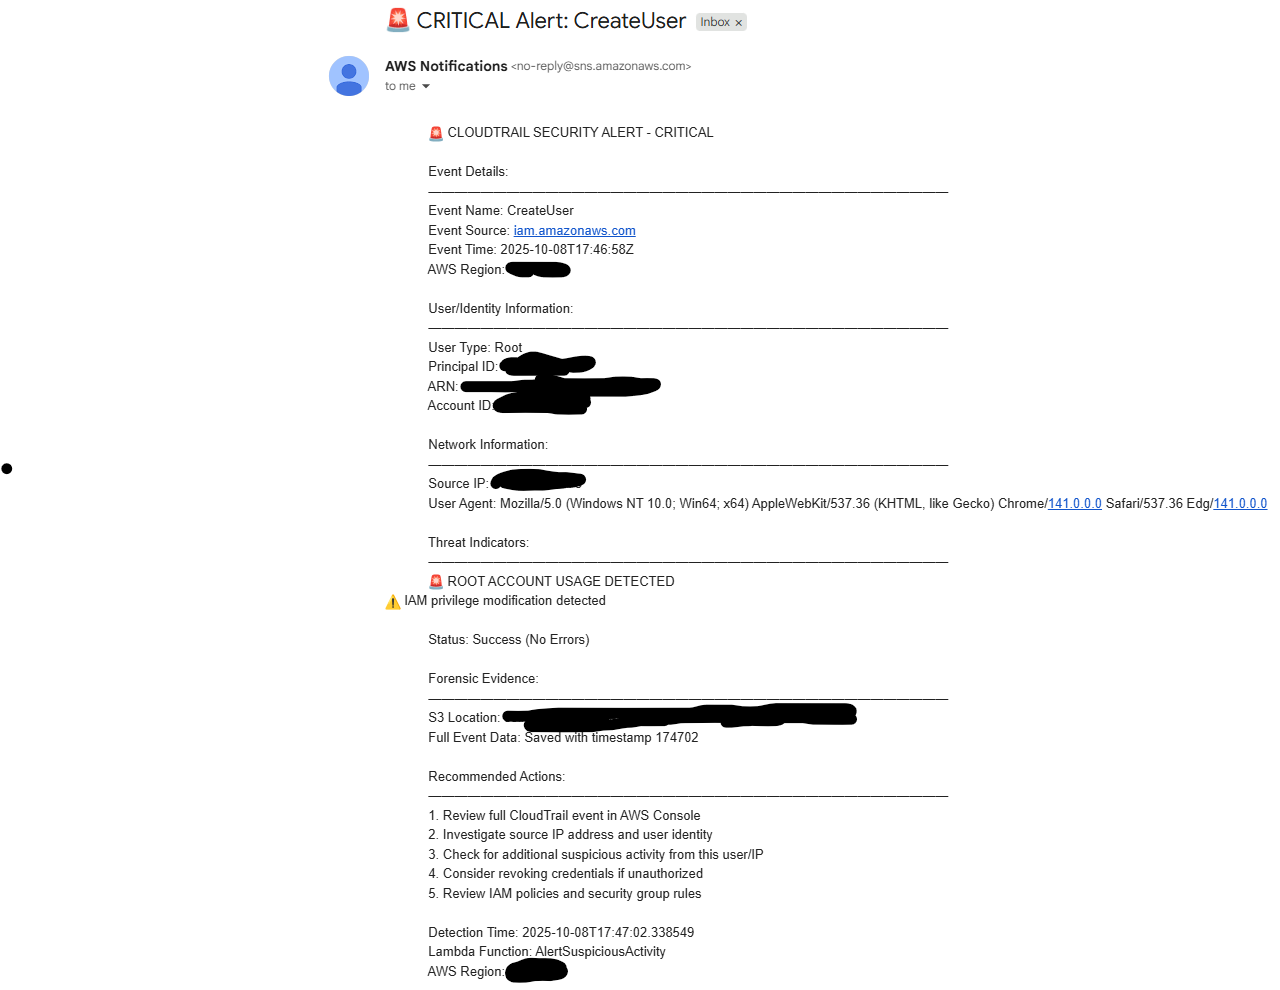 🚨 CRITICAL Alert: CreateUser Inbox ×
AWS Notifications <no-reply@sns.amazonaws.com>
to me
🚨 CLOUDTRAIL SECURITY ALERT - CRITICAL
Event Details:
Event Name: CreateUser
Event Source: iam.amazonaws.com
Event Time: 2025-10-08T17:46:58Z
AWS Region:
User/Identity Information:
User Type: Root
Principal ID:
ARN:
Account ID:
Network Information:
Source IP:
User Agent: Mozilla/5.0 (Windows NT 10.0; Win64; x64) AppleWebKit/537.36 (KHTML, like Gecko) Chrome/141.0.0.0 Safari/537.36 Edg/141.0.0.0
Threat Indicators:
🚨 ROOT ACCOUNT USAGE DETECTED
⚠️ IAM privilege modification detected
Status: Success (No Errors)
Forensic Evidence:
S3 Location:
Full Event Data: Saved with timestamp 174702
Recommended Actions:
1. Review full CloudTrail event in AWS Console
2. Investigate source IP address and user identity
3. Check for additional suspicious activity from this user/IP
4. Consider revoking credentials if unauthorized
5. Review IAM policies and security group rules
Detection Time: 2025-10-08T17:47:02.338549
Lambda Function: AlertSuspiciousActivity
AWS Region: